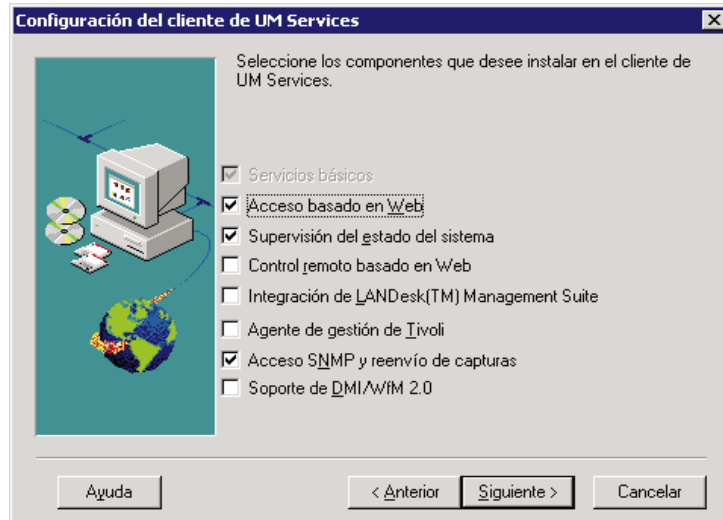 Configuración del cliente de UM Services
Seleccione los componentes que desee instalar en el cliente de
UM Services.
Servicios básicos
Acceso basado en Web
Supervisión del estado del sistema
Control remoto basado en Web
Integración de LANDesk(TM) Management Suite
Agente de gestión de Tivoli
Acceso SNMP y reenvío de capturas
Soporte de DMI/WfM 2.0
Ayuda
< Anterior
Siguiente >
Cancelar